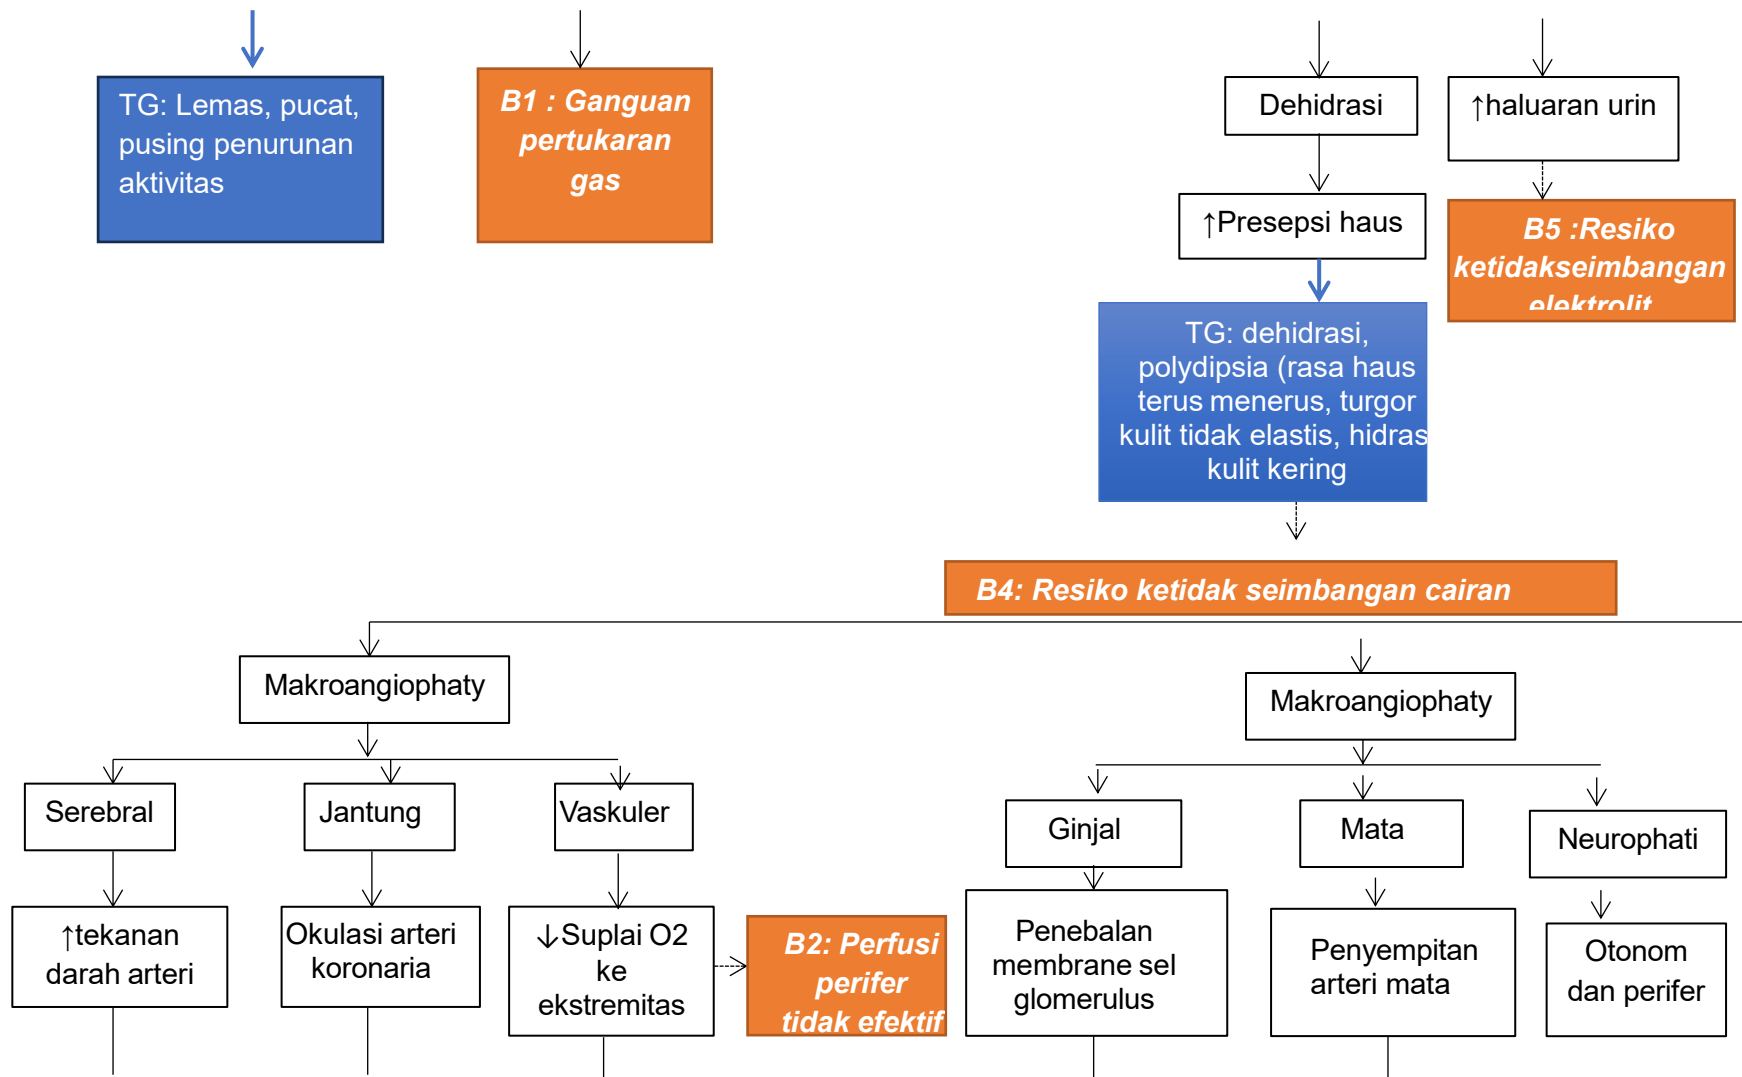 TG: Lemas, pucat,
pusing penurunan
aktivitas
B1 : Ganguan
pertukaran
gas
Dehidrasi
↑haluaran urin
↑Presepsi haus
B5 :Resiko
ketidakseimbangan
elektrolit
TG: dehidrasi,
polydipsia (rasa haus
terus menerus, turgor
kulit tidak elastis, hidras
kulit kering
B4: Resiko ketidak seimbangan cairan
Makroangiophaty
Makroangiophaty
Serebral
Jantung
Vaskuler
Ginjal
Mata
Neurophati
↑tekanan
darah arteri
Okulasi arteri
koronaria
↓Suplai O2
ke
ekstremitas
B2: Perfusi
perifer
tidak efektif
Penebalan
membrane sel
glomerulus
Penyempitan
arteri mata
Otonom
dan perifer